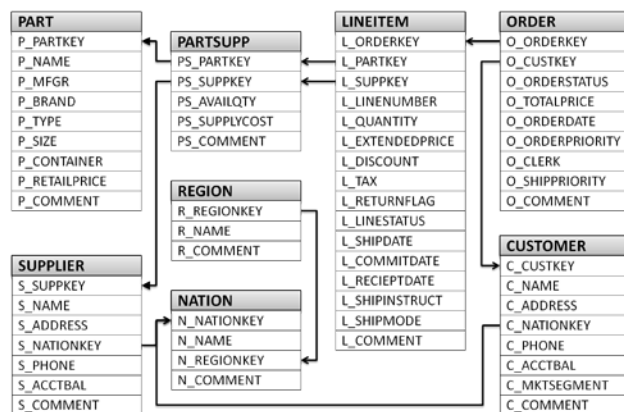 PART
P_PARTKEY
P_NAME
P_MFGR
P_BRAND
P_TYPE
P_SIZE
P_CONTAINER
P_RETAILPRICE
P_COMMENT
PARTSUPP
PS_PARTKEY
PS_SUPPKEY
PS_AVAILQTY
PS_SUPPLYCOST
PS_COMMENT
LINEITEM
L_ORDERKEY
L_PARTKEY
L_SUPPKEY
L_LINENUMBER
L_QUANTITY
L_EXTENDEDPRICE
L_DISCOUNT
L_TAX
L_RETURNFLAG
L_LINESTATUS
L_SHIPDATE
L_COMMITDATE
L_RECIEPTDATE
L_SHIPINSTRUCT
L_SHIPMODE
L_COMMENT
ORDER
O_ORDERKEY
O_CUSTKEY
O_ORDERSTATUS
O_TOTALPRICE
O_ORDERDATE
O_ORDERPRIORITY
O_CLERK
O_SHIPPRIORITY
O_COMMENT
REGION
R_REGIONKEY
R_NAME
R_COMMENT
SUPPLIER
S_SUPPKEY
S_NAME
S_ADDRESS
S_NATIONKEY
S_PHONE
S_ACCTBAL
S_COMMENT
NATION
N_NATIONKEY
N_NAME
N_REGIONKEY
N_COMMENT
CUSTOMER
C_CUSTKEY
C_NAME
C_ADDRESS
C_NATIONKEY
C_PHONE
C_ACCTBAL
C_MKTSEGMENT
C_COMMENT